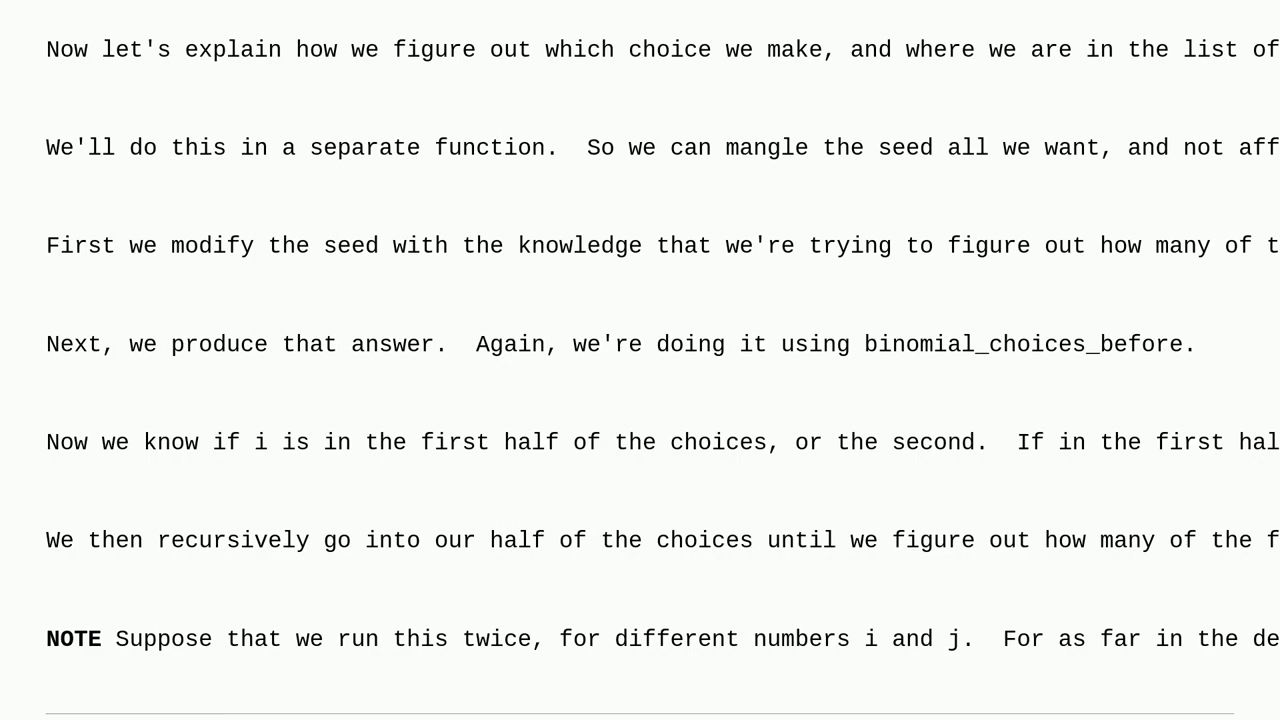 Now let's explain how we figure out which choice we make, and where we are in the list of
We'll do this in a separate function.  So we can mangle the seed all we want, and not aff
First we modify the seed with the knowledge that we're trying to figure out how many of t
Next, we produce that answer.  Again, we're doing it using binomial_choices_before.
Now we know if i is in the first half of the choices, or the second.  If in the first hal
We then recursively go into our half of the choices until we figure out how many of the f
NOTE Suppose that we run this twice, for different numbers i and j.  For as far in the de